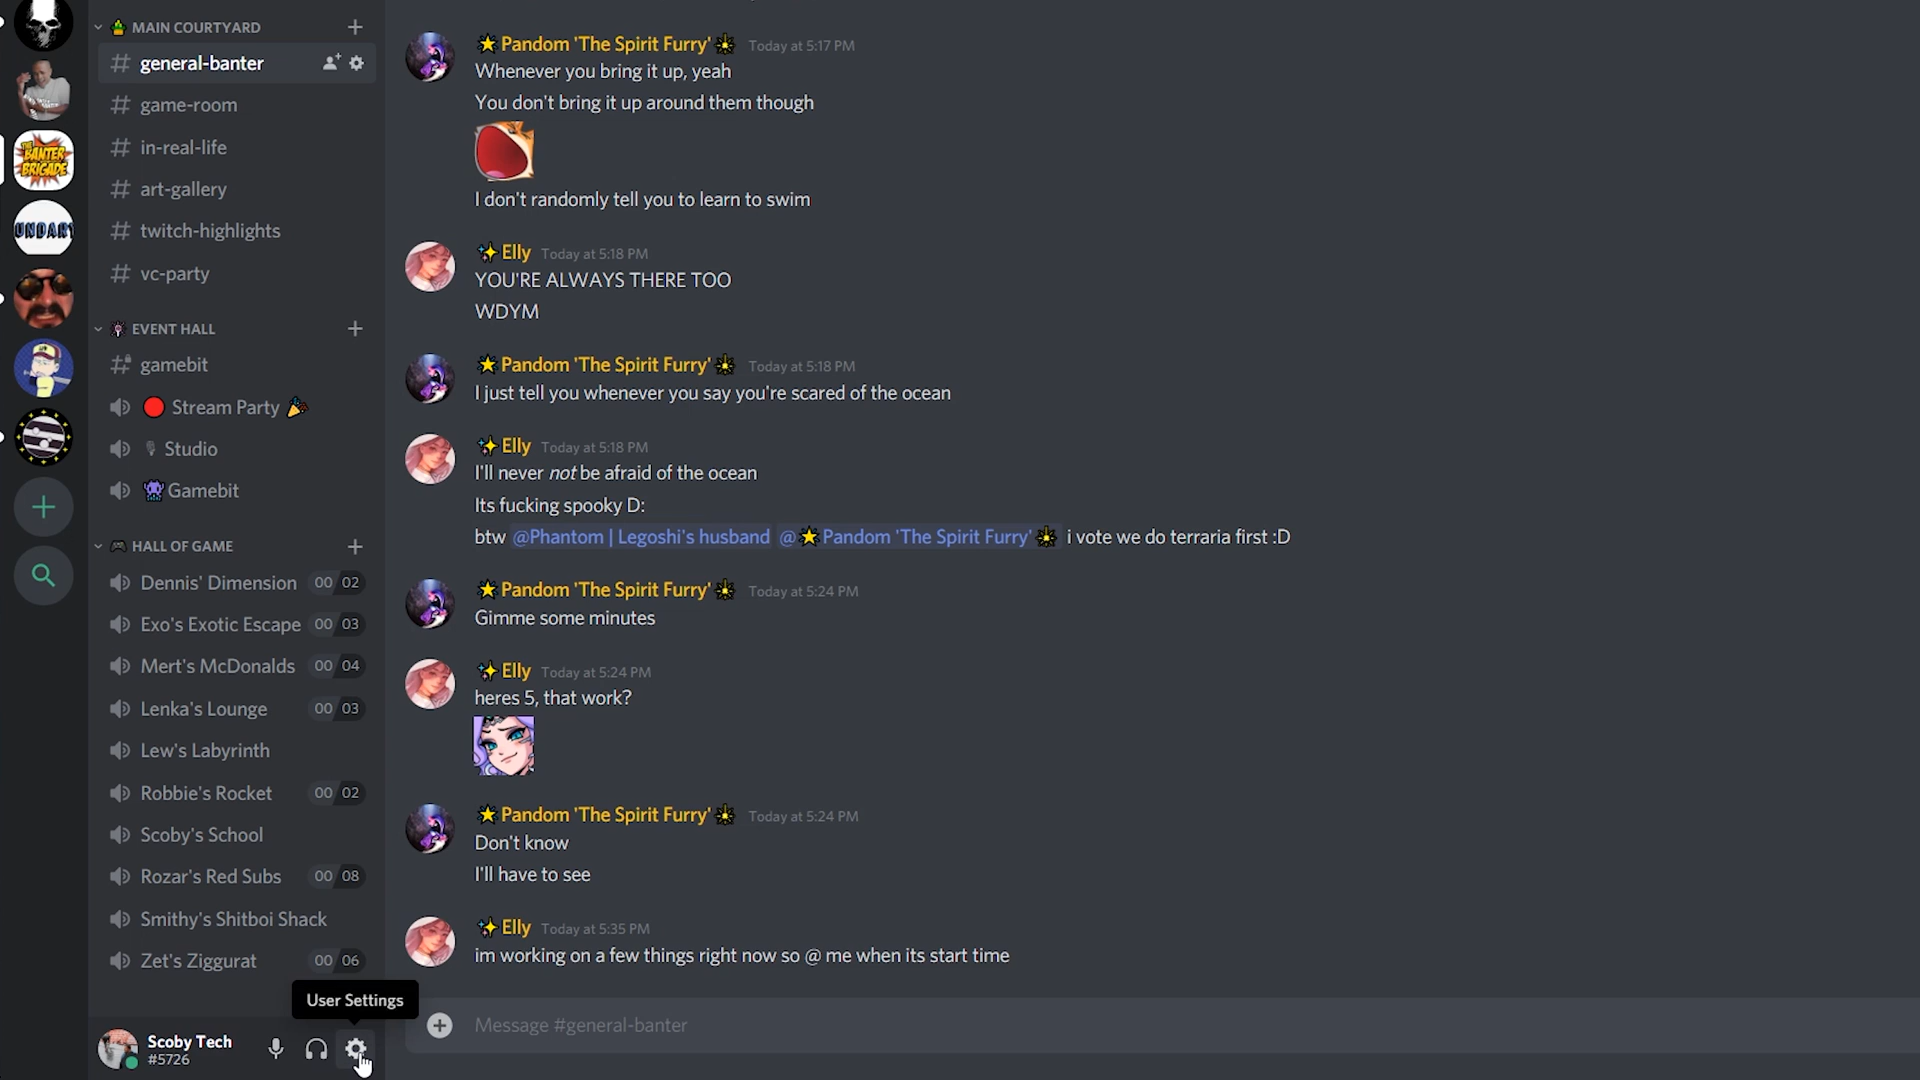 MAIN COURTYARD
general-banter
game-room
in-real-life
art-gallery
twitch-highlights
vc-party
EVENT HALL
gamebit
Stream Party
Studio
Gamebit
HALL OF GAME
Dennis' Dimension 00 02
Exo's Exotic Escape 00 03
Mert's McDonalds 00 04
Lenka's Lounge 00 03
Lew's Labyrinth
Robbie's Rocket 00 02
Scoby's School
Rozar's Red Subs 00 08
Smithy's Shitboi Shack
Zet's Ziggurat 00 06
User Settings
Scoby Tech
#5726
THE BANTER BRIGADE
Pandom 'The Spirit Furry' Today at 5:17 PM
Whenever you bring it up, yeah
You don't bring it up around them though
I don't randomly tell you to learn to swim
Elly Today at 5:18 PM
YOU'RE ALWAYS THERE TOO
WDYM
Pandom 'The Spirit Furry' Today at 5:18 PM
I just tell you whenever you say you're scared of the ocean
Elly Today at 5:18 PM
I'll never not be afraid of the ocean
Its fucking spooky D:
btw @Phantom | Legoshi's husband @Pandom 'The Spirit Furry' i vote we do terraria first :D
Pandom 'The Spirit Furry' Today at 5:24 PM
Gimme some minutes
Elly Today at 5:24 PM
heres 5, that work?
Pandom 'The Spirit Furry' Today at 5:24 PM
Don't know
I'll have to see
Elly Today at 5:35 PM
im working on a few things right now so @ me when its start time
Message #general-banter